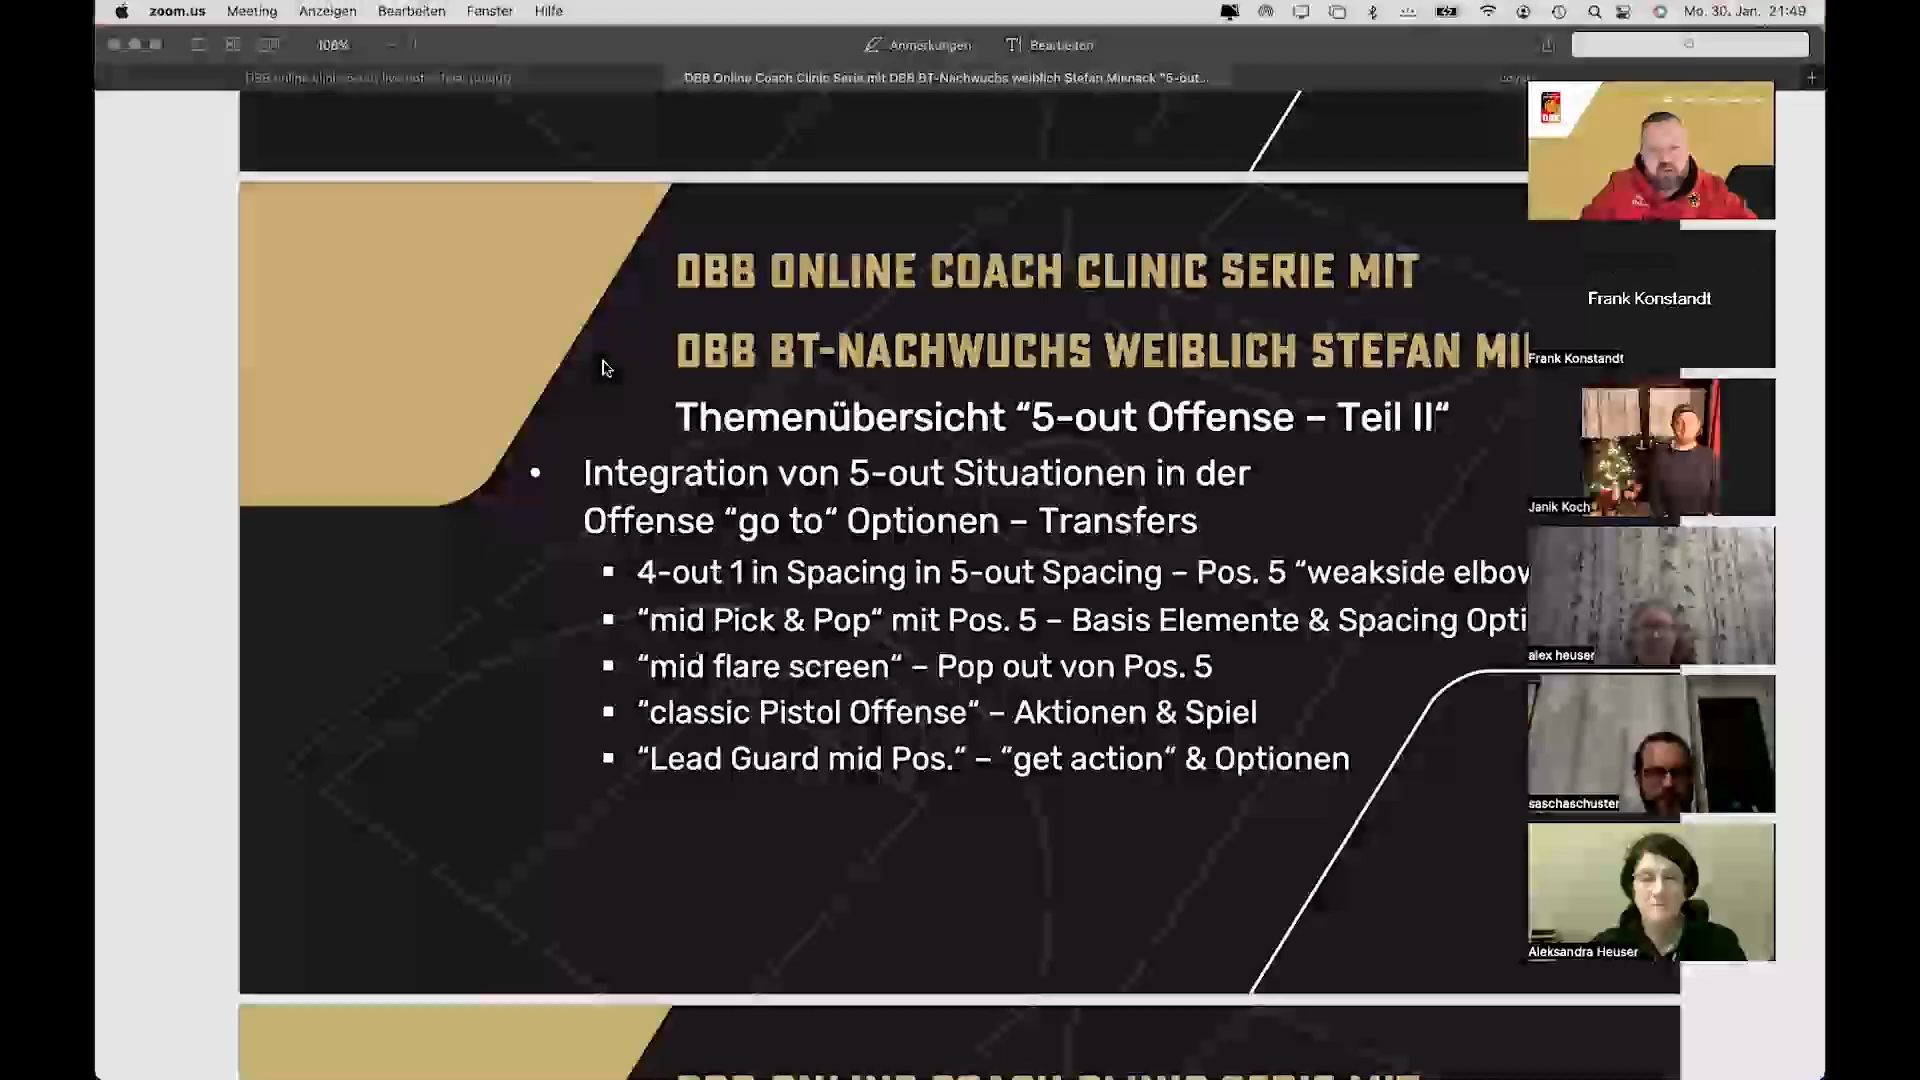 zoom.us Meeting Anzeigen Bearbeiten Fenster Hilfe
Mo. 30. Jan. 21:49
106%
Anmerkungen
Bearbeiten
DBB Online Coach Clinic Serie mit DBB BT-Nachwuchs weiblich Stefan Mienack "5-out...
DBB ONLINE COACH CLINIC SERIE MIT
DBB BT-NACHWUCHS WEIBLICH STEFAN MI
Themenübersicht “5-out Offense – Teil II“
• Integration von 5-out Situationen in der
Offense “go to“ Optionen – Transfers
▪ 4-out 1 in Spacing in 5-out Spacing – Pos. 5 “weakside elbow
▪ “mid Pick & Pop“ mit Pos. 5 – Basis Elemente & Spacing Opti
▪ “mid flare screen“ – Pop out von Pos. 5
▪ “classic Pistol Offense“ – Aktionen & Spiel
▪ “Lead Guard mid Pos.“ – “get action“ & Optionen
Frank Konstandt
Frank Konstandt
Janik Koch
alex heuser
saschaschuster
Aleksandra Heuser
DBB ONLINE COACH CLINIC SERIE MIT